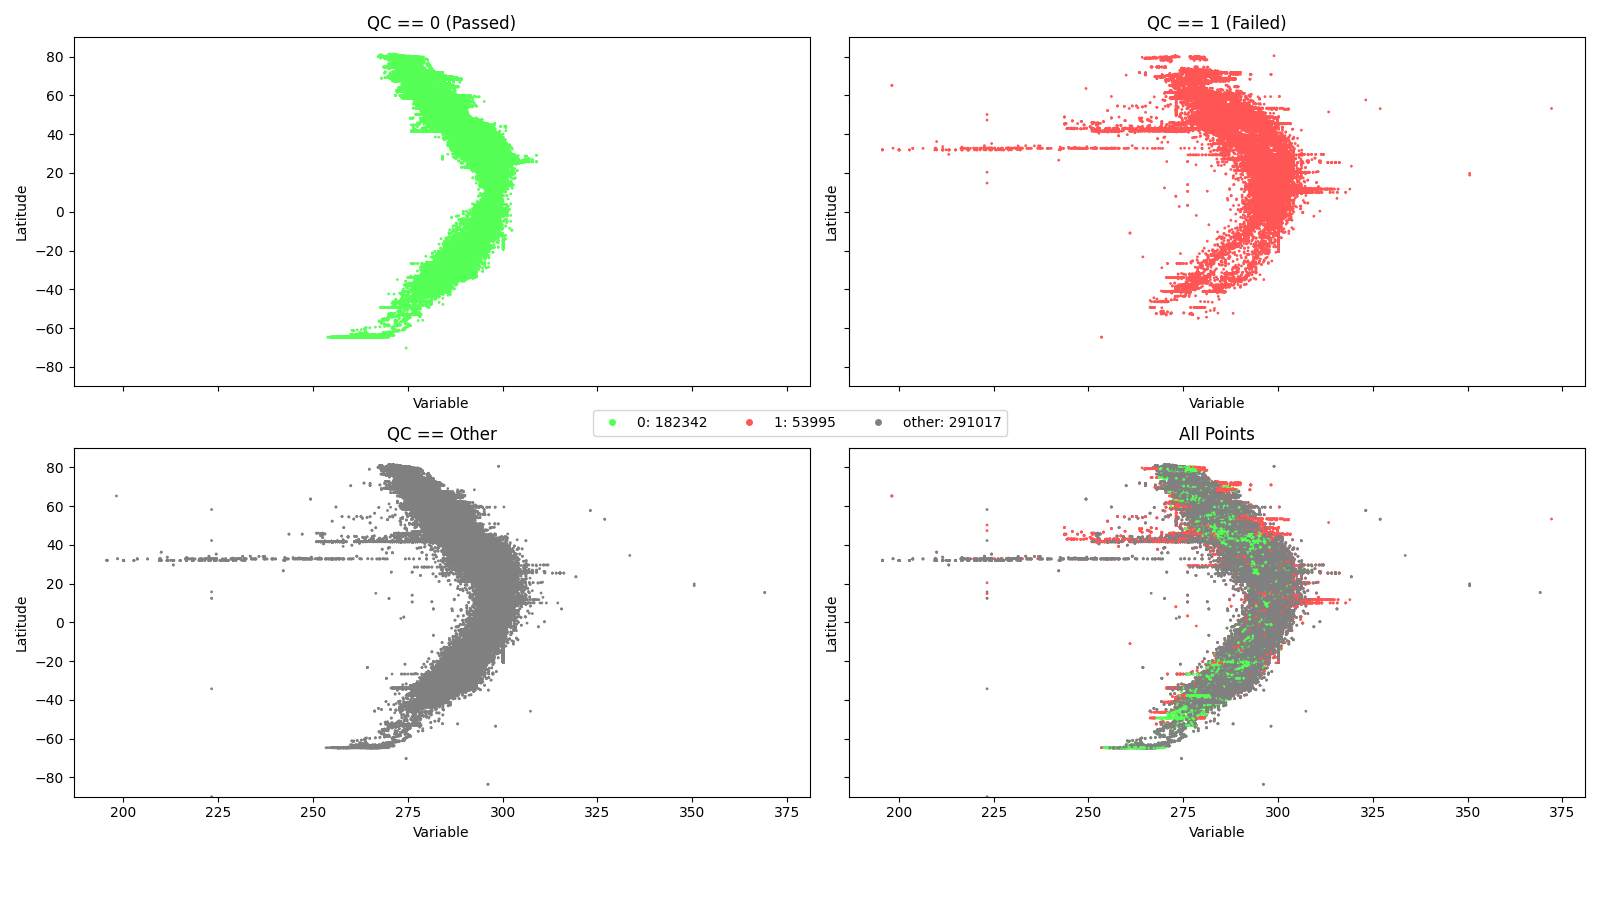 QC == 0 (Passed)
QC == 1 (Failed)
Latitude
80
60
40
20
0
−20
−40
−60
−80
Variable
Latitude
Variable
0: 182342
1: 53995
other: 291017
QC == Other
All Points
Latitude
80
60
40
20
0
−20
−40
−60
−80
200
225
250
275
300
325
350
375
Variable
Latitude
200
225
250
275
300
325
350
375
Variable